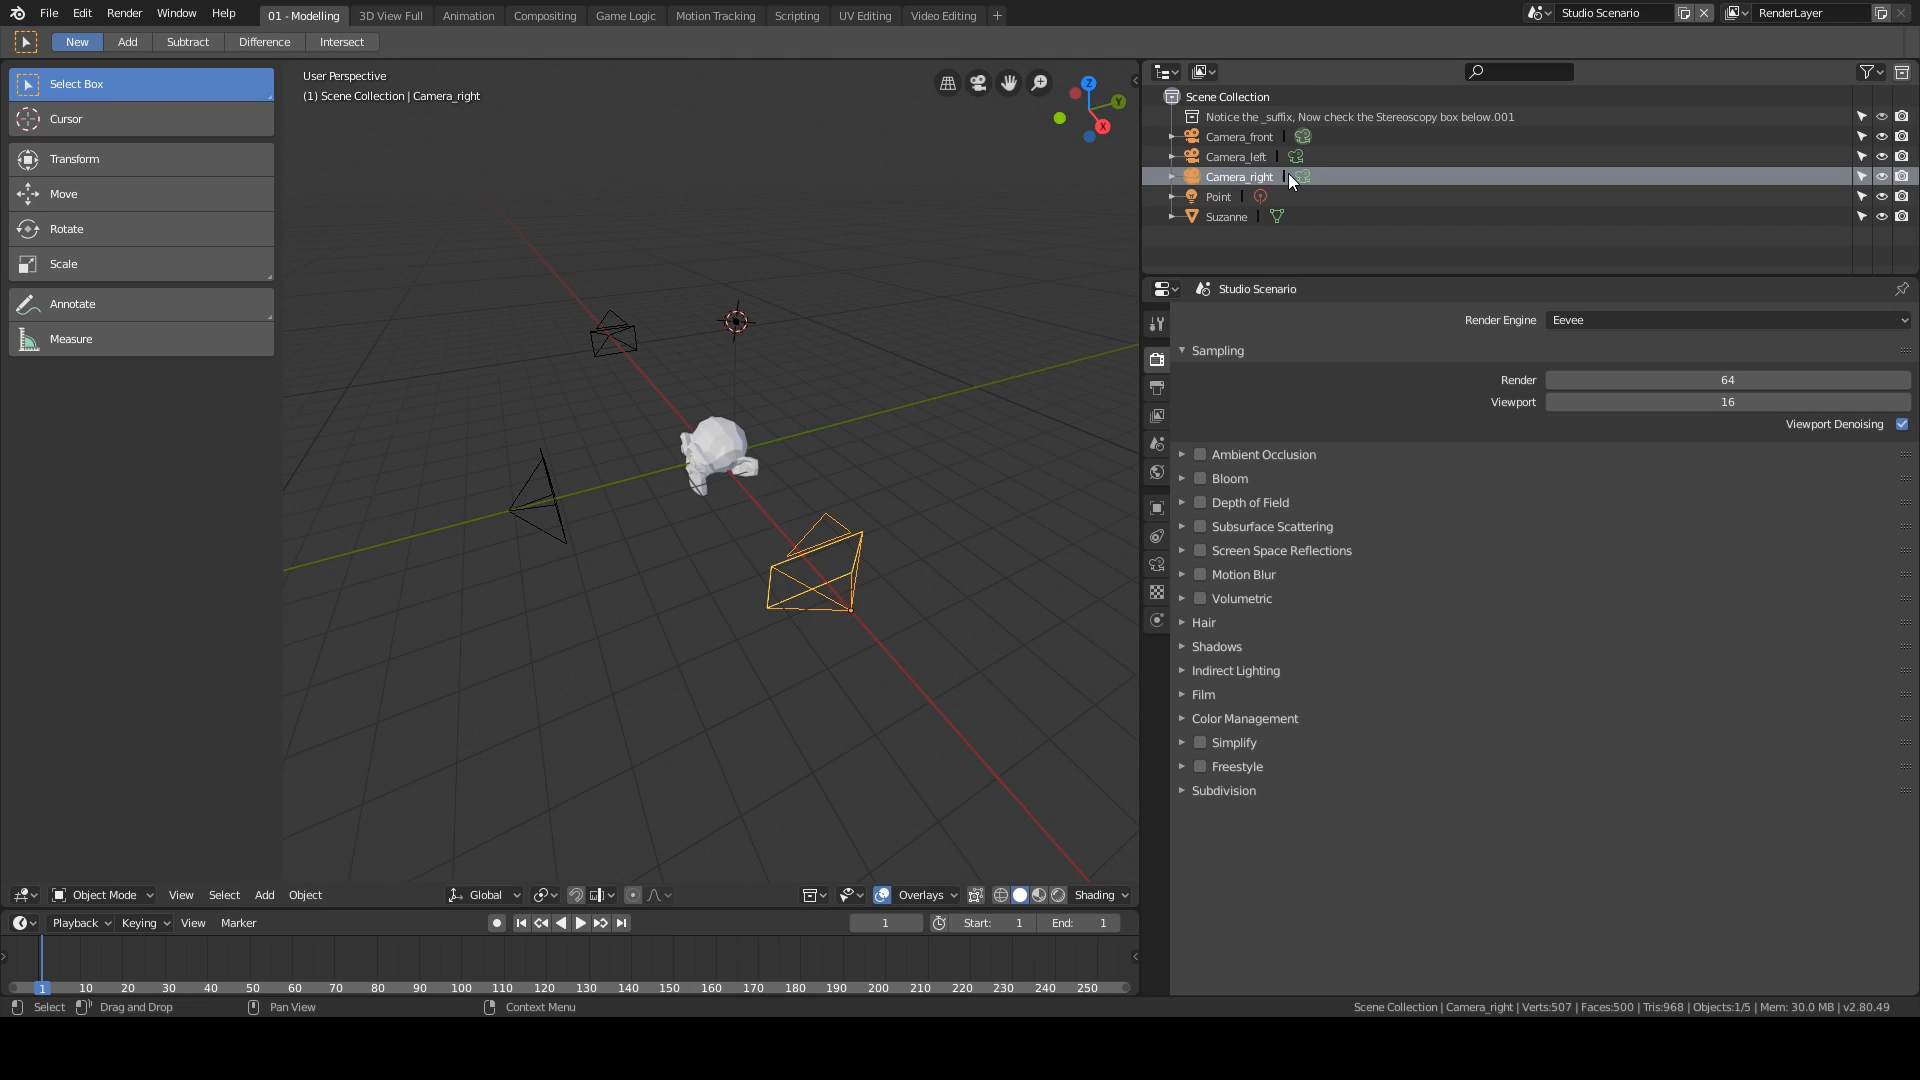 File Edit Render Window Help 01 - Modelling 3D View Full Animation Compositing Game Logic Motion Tracking Scripting UV Editing Video Editing + Studio Scenario RenderLayer
New Add Subtract Difference Intersect
Select Box
Cursor
Transform
Move
Rotate
Scale
Annotate
Measure
User Perspective
(1) Scene Collection | Camera_right
Z
Y
X
Scene Collection
Notice the _suffix, Now check the Stereoscopy box below.001
Camera_front
Camera_left
Camera_right
Point
Suzanne
Studio Scenario
Render Engine Eevee
Sampling
Render 64
Viewport 16
Viewport Denoising
Ambient Occlusion
Bloom
Depth of Field
Subsurface Scattering
Screen Space Reflections
Motion Blur
Volumetric
Hair
Shadows
Indirect Lighting
Film
Color Management
Simplify
Freestyle
Subdivision
Object Mode View Select Add Object Global Overlays Shading
Playback Keying View Marker 1 Start: 1 End: 1
1 10 20 30 40 50 60 70 80 90 100 110 120 130 140 150 160 170 180 190 200 210 220 230 240 250
Select Drag and Drop Pan View Context Menu Scene Collection | Camera_right | Verts:507 | Faces:500 | Tris:968 | Objects:1/5 | Mem: 30.0 MB | v2.80.49